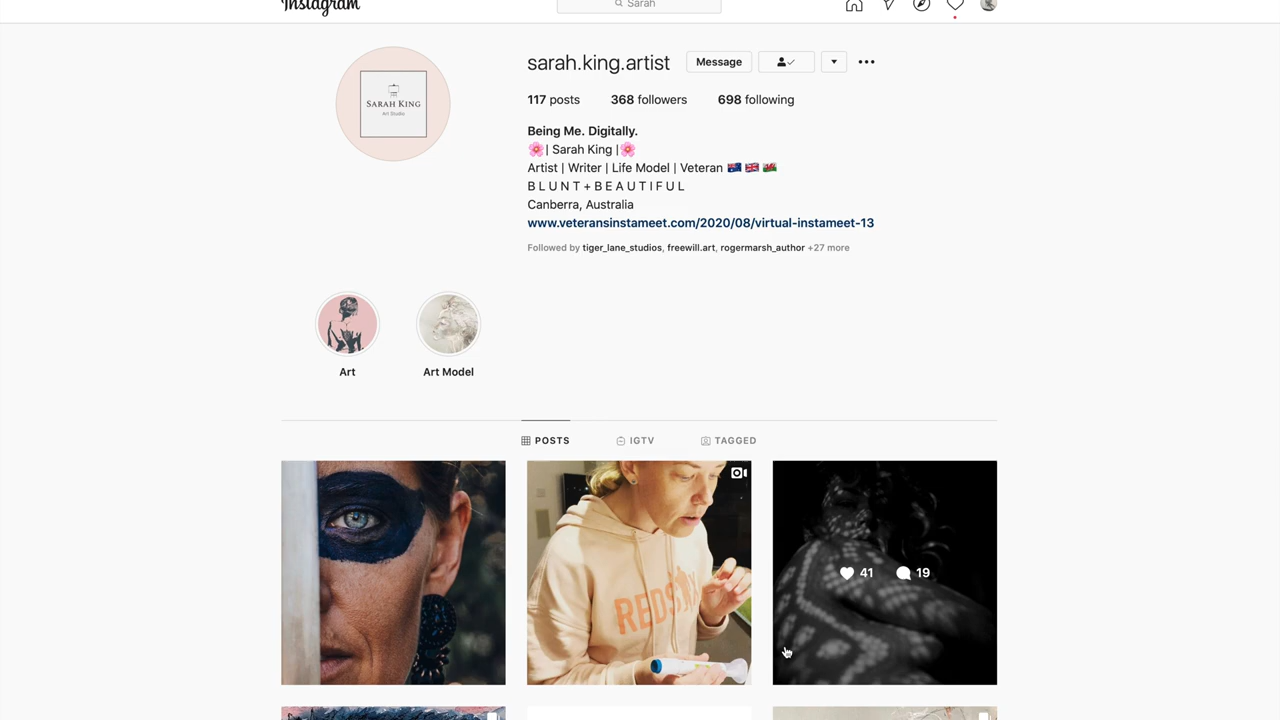 Instagram
Sarah
sarah.king.artist
Message
117 posts 368 followers 698 following
SARAH KING
Art Studio
Being Me. Digitally.
🌸| Sarah King |🌸
Artist | Writer | Life Model | Veteran 🇦🇺 🇬🇧 🏴󠁧󠁢󠁷󠁬󠁳󠁿
B L U N T + B E A U T I F U L
Canberra, Australia
www.veteransinstameet.com/2020/08/virtual-instameet-13
Followed by tiger_lane_studios, freewill.art, rogermarsh_author +27 more
Art
Art Model
POSTS IGTV TAGGED
REDSOX
41 19